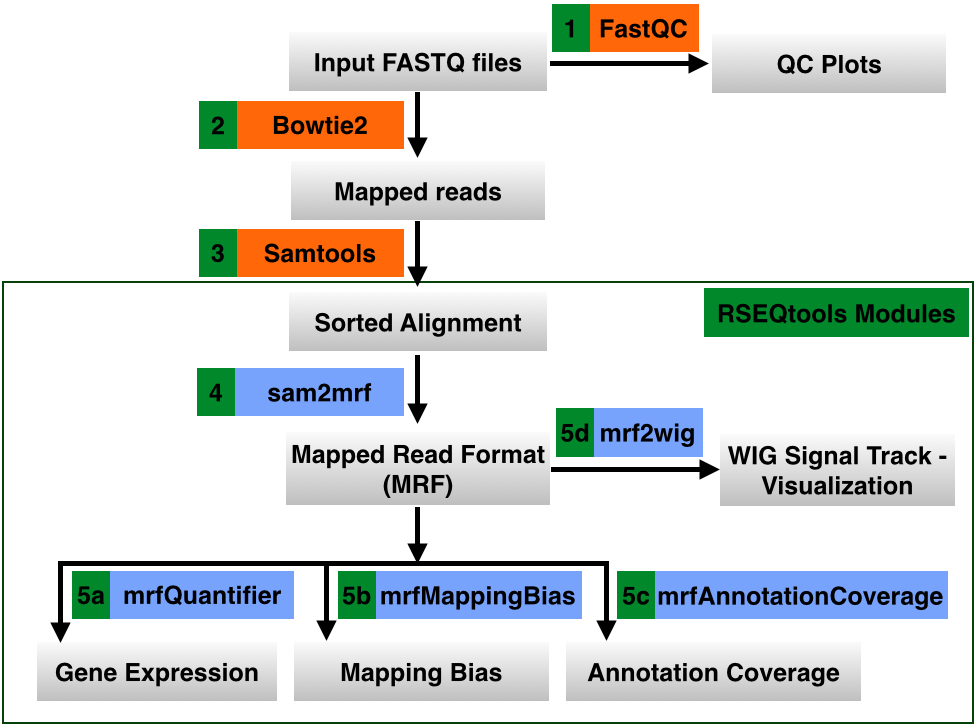 1 FastQC
Input FASTQ files
QC Plots
2 Bowtie2
Mapped reads
3 Samtools
RSEQtools Modules
Sorted Alignment
4 sam2mrf
5d mrf2wig
Mapped Read Format
(MRF)
WIG Signal Track -
Visualization
5a mrfQuantifier
5b mrfMappingBias
5c mrfAnnotationCoverage
Gene Expression
Mapping Bias
Annotation Coverage